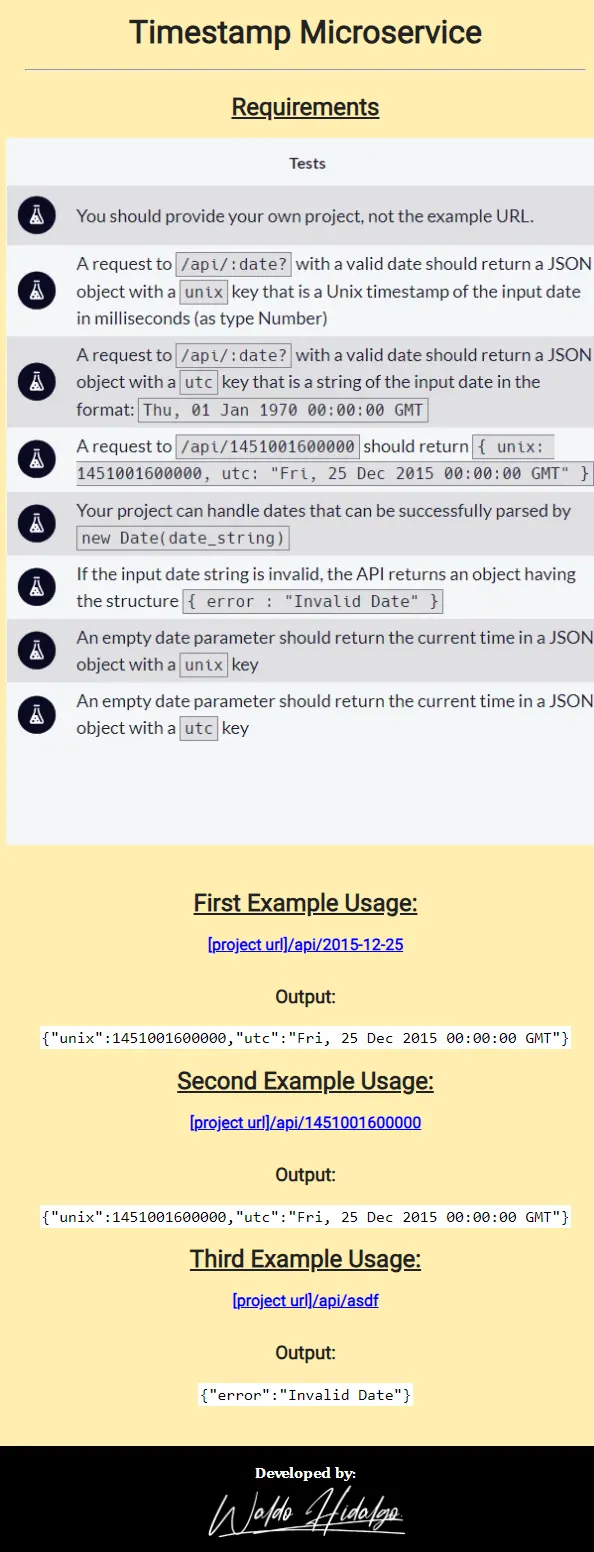 Timestamp Microservice
Requirements
Tests
You should provide your own project, not the example URL.
A request to /api/:date? with a valid date should return a JSON
object with a unix key that is a Unix timestamp of the input date
in milliseconds (as type Number)
A request to /api/:date? with a valid date should return a JSON
object with a utc key that is a string of the input date in the
format: Thu, 01 Jan 1970 00:00:00 GMT
A request to /api/1451001600000 should return { unix:
1451001600000, utc: "Fri, 25 Dec 2015 00:00:00 GMT" }
Your project can handle dates that can be successfully parsed by
new Date(date_string)
If the input date string is invalid, the API returns an object having
the structure { error : "Invalid Date" }
An empty date parameter should return the current time in a JSON
object with a unix key
An empty date parameter should return the current time in a JSON
object with a utc key
First Example Usage:
[project url]/api/2015-12-25
Output:
{"unix":1451001600000,"utc":"Fri, 25 Dec 2015 00:00:00 GMT"}
Second Example Usage:
[project url]/api/1451001600000
Output:
{"unix":1451001600000,"utc":"Fri, 25 Dec 2015 00:00:00 GMT"}
Third Example Usage:
[project url]/api/asdf
Output:
{"error":"Invalid Date"}
Developed by:
Waldo Hidalgo